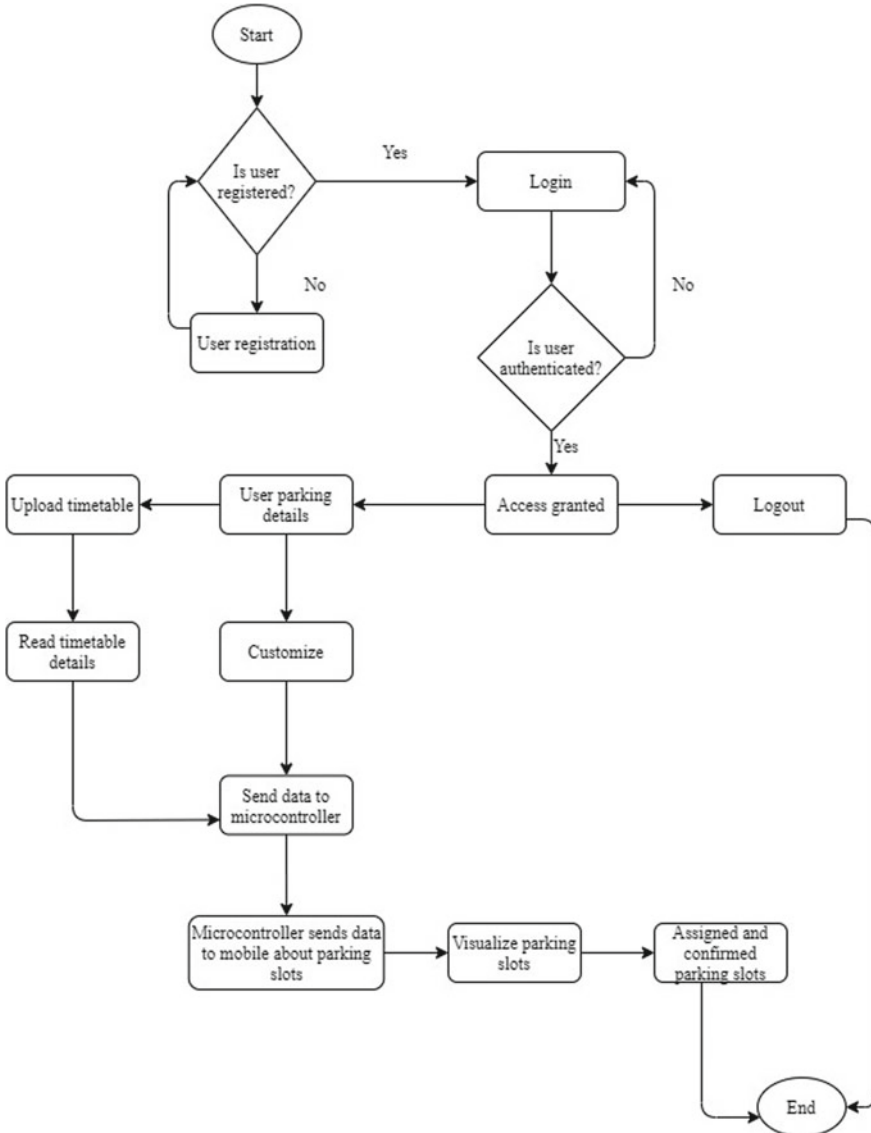 Start
Yes
Is user
registered?
Login
No
No
User registration
Is user
authenticated?
Yes
Upload timetable
User parking
details
Access granted
Logout
Read timetable
details
Customize
Send data to
microcontroller
Microcontroller sends data
to mobile about parking
slots
Visualize parking
slots
Assigned and
confirmed
parking slots
End